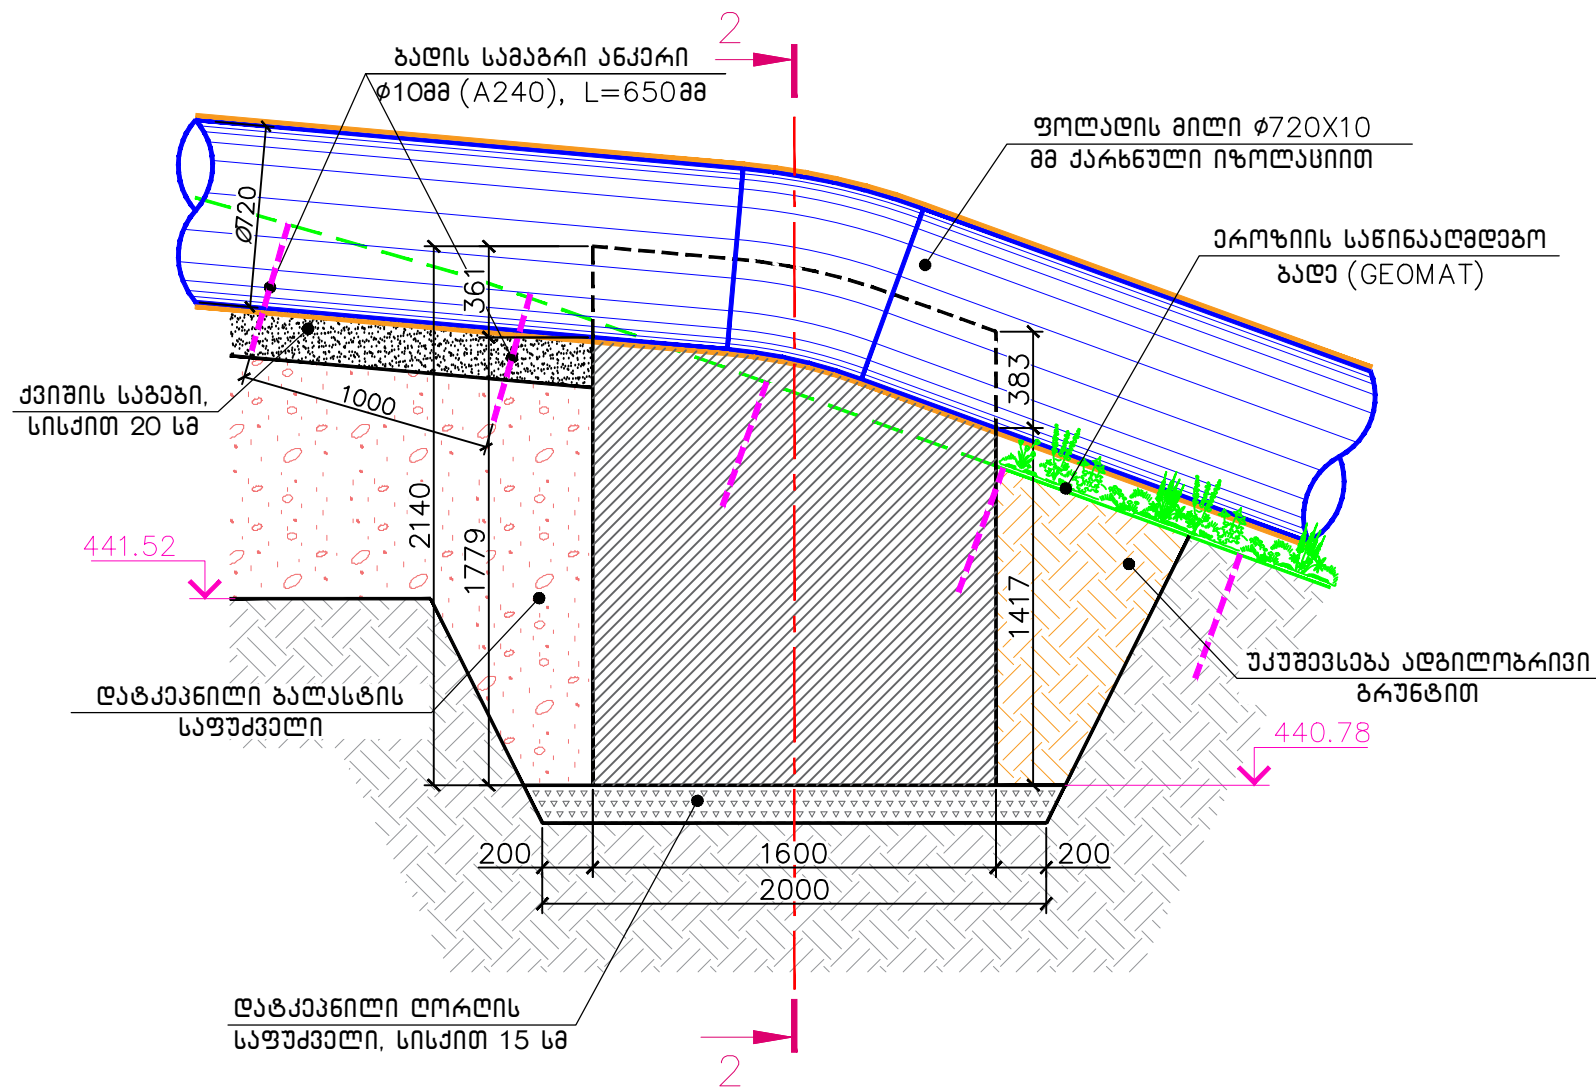 2
ბადის სამაგრი ანკერი
φ10მმ (A240), L=650მმ
ფოლადის მილი φ720X10
მმ ქარხნული იზოლაციით
ეროზიის საწინააღმდეგო
ბადე (GEOMAT)
Ø720
361
383
ქვიშის საგები,
სისქით 20 სმ
1000
2140
1779
1417
441.52
უკუშევსება ადგილობრივი
გრუნტით
დატკეპნილი ბალასტის
საფუძველი
440.78
200
1600
200
2000
დატკეპნილი ღორღის
საფუძველი, სისქით 15 სმ
2